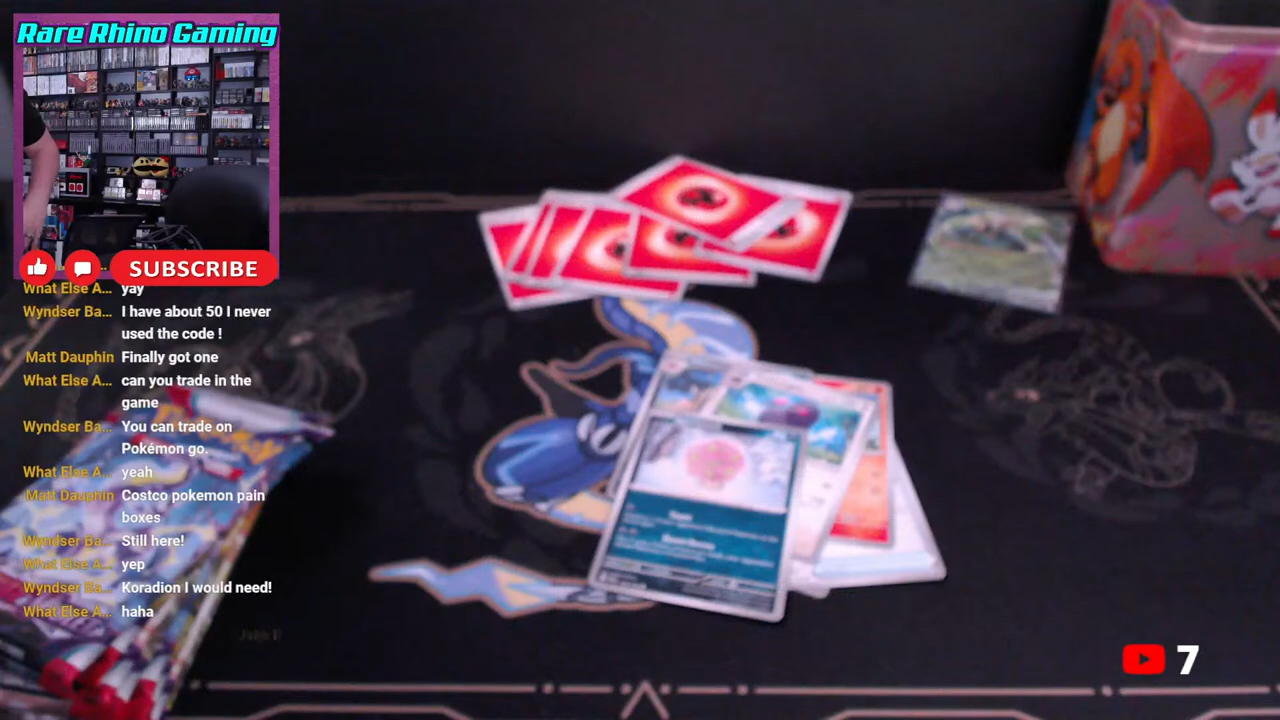 Rare Rhino Gaming
SUBSCRIBE
What Else A... yay
Wyndser Ba... I have about 50 I never
used the code !
Matt Dauphin Finally got one
What Else A... can you trade in the
game
Wyndser Ba... You can trade on
Pokémon go.
What Else A... yeah
Matt Dauphin Costco pokemon pain
boxes
Wyndser Ba... Still here!
What Else A... yep
Wyndser Ba... Koradion I would need!
What Else A... haha
7